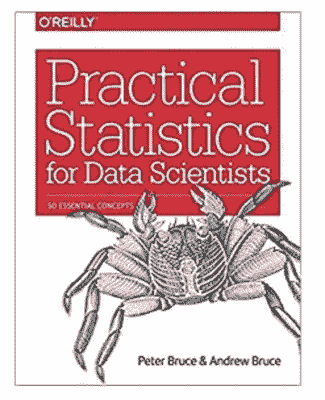 O'REILLY®
Practical
Statistics
for Data Scientists
50 ESSENTIAL CONCEPTS
Peter Bruce & Andrew Bruce